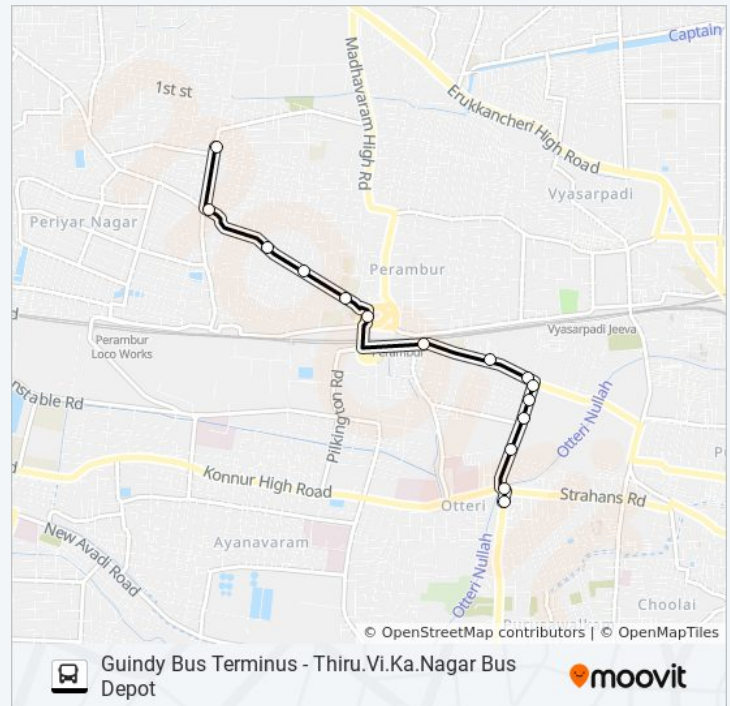 Captain
Madhavaram High Rd
1st st
Erukkancheri High Road
Vyasarpadi
Periyar Nagar
Perambur
Perambur
Loco Works
Vyasarpadi Jeeva
Perambur
Pilkington Rd
nstable Rd
Otteri Nullah
Konnur High Road
Otteri
Strahans Rd
New Avadi Road
Ayanavaram
Otteri Nullah
Choolai
© OpenStreetMap contributors | © OpenMapTiles
Guindy Bus Terminus - Thiru.Vi.Ka.Nagar Bus
Depot
moovit